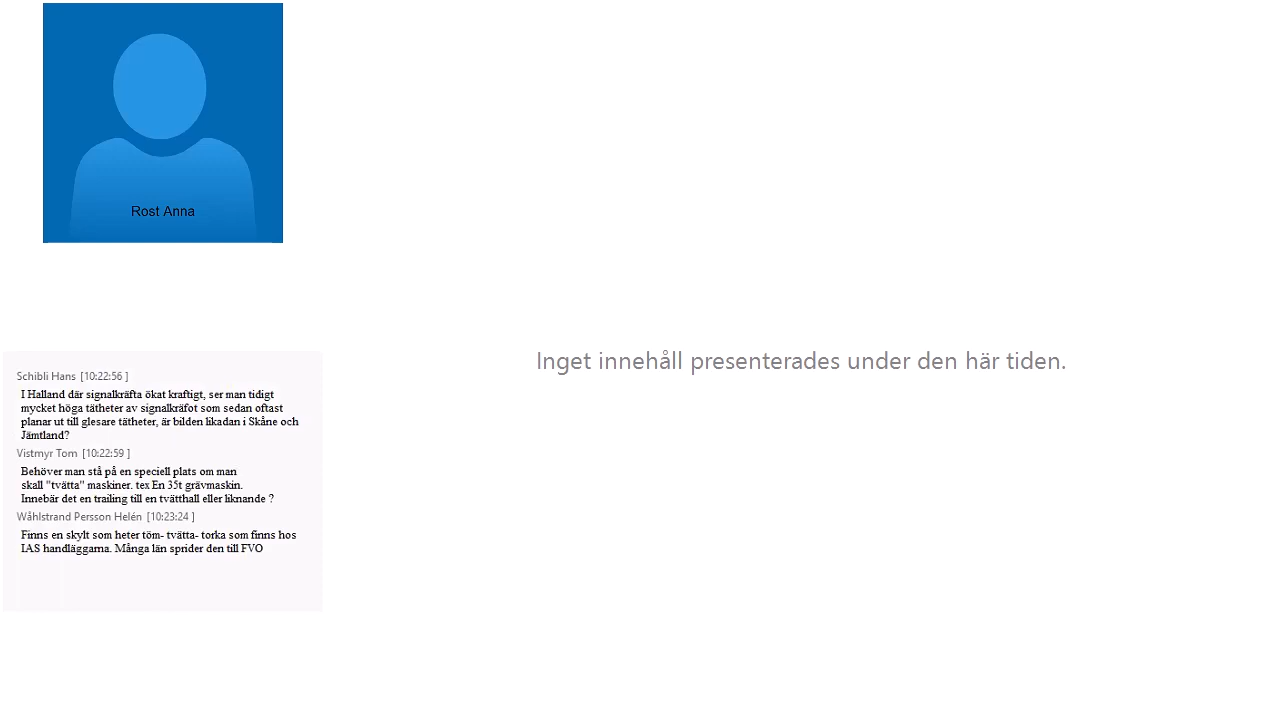 Rost Anna
Inget innehåll presenterades under den här tiden.
Schibli Hans [10:22:56 ]
I Halland där signalkräfta ökat kraftigt, ser man tidigt
mycket höga tätheter av signalkräfot som sedan oftast
planar ut till glesare tätheter, är bilden likadan i Skåne och
Jämtland?
Vistmyr Tom [10:22:59 ]
Behöver man stå på en speciell plats om man
skall "tvätta" maskiner. tex En 35t grävmaskin.
Innebär det en trailing till en tvätthall eller liknande ?
Wåhlstrand Persson Helén [10:23:24 ]
Finns en skylt som heter töm- tvätta- torka som finns hos
IAS handläggarna. Många län sprider den till FVO